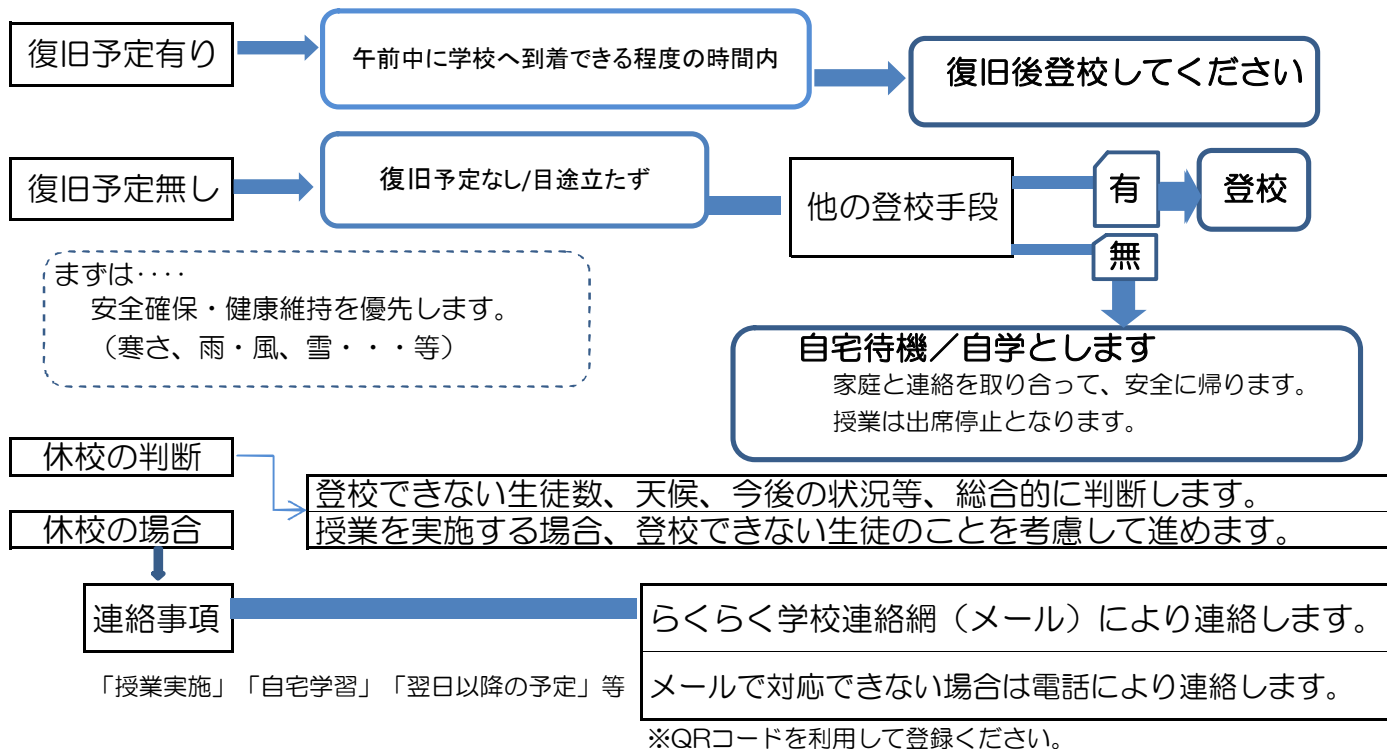 復旧予定有り
午前中に学校へ到着できる程度の時間内
復旧後登校してください
復旧予定無し
復旧予定なし/目途立たず
他の登校手段
有
登校
無
まずは‥‥
安全確保・健康維持を優先します。
（寒さ、雨・風、雪・・・等）
自宅待機／自学とします
家庭と連絡を取り合って、安全に帰ります。
授業は出席停止となります。
休校の判断
登校できない生徒数、天候、今後の状況等、総合的に判断します。
授業を実施する場合、登校できない生徒のことを考慮して進めます。
休校の場合
連絡事項
らくらく学校連絡網（メール）により連絡します。
「授業実施」「自宅学習」「翌日以降の予定」等
メールで対応できない場合は電話により連絡します。
※QRコードを利用して登録ください。